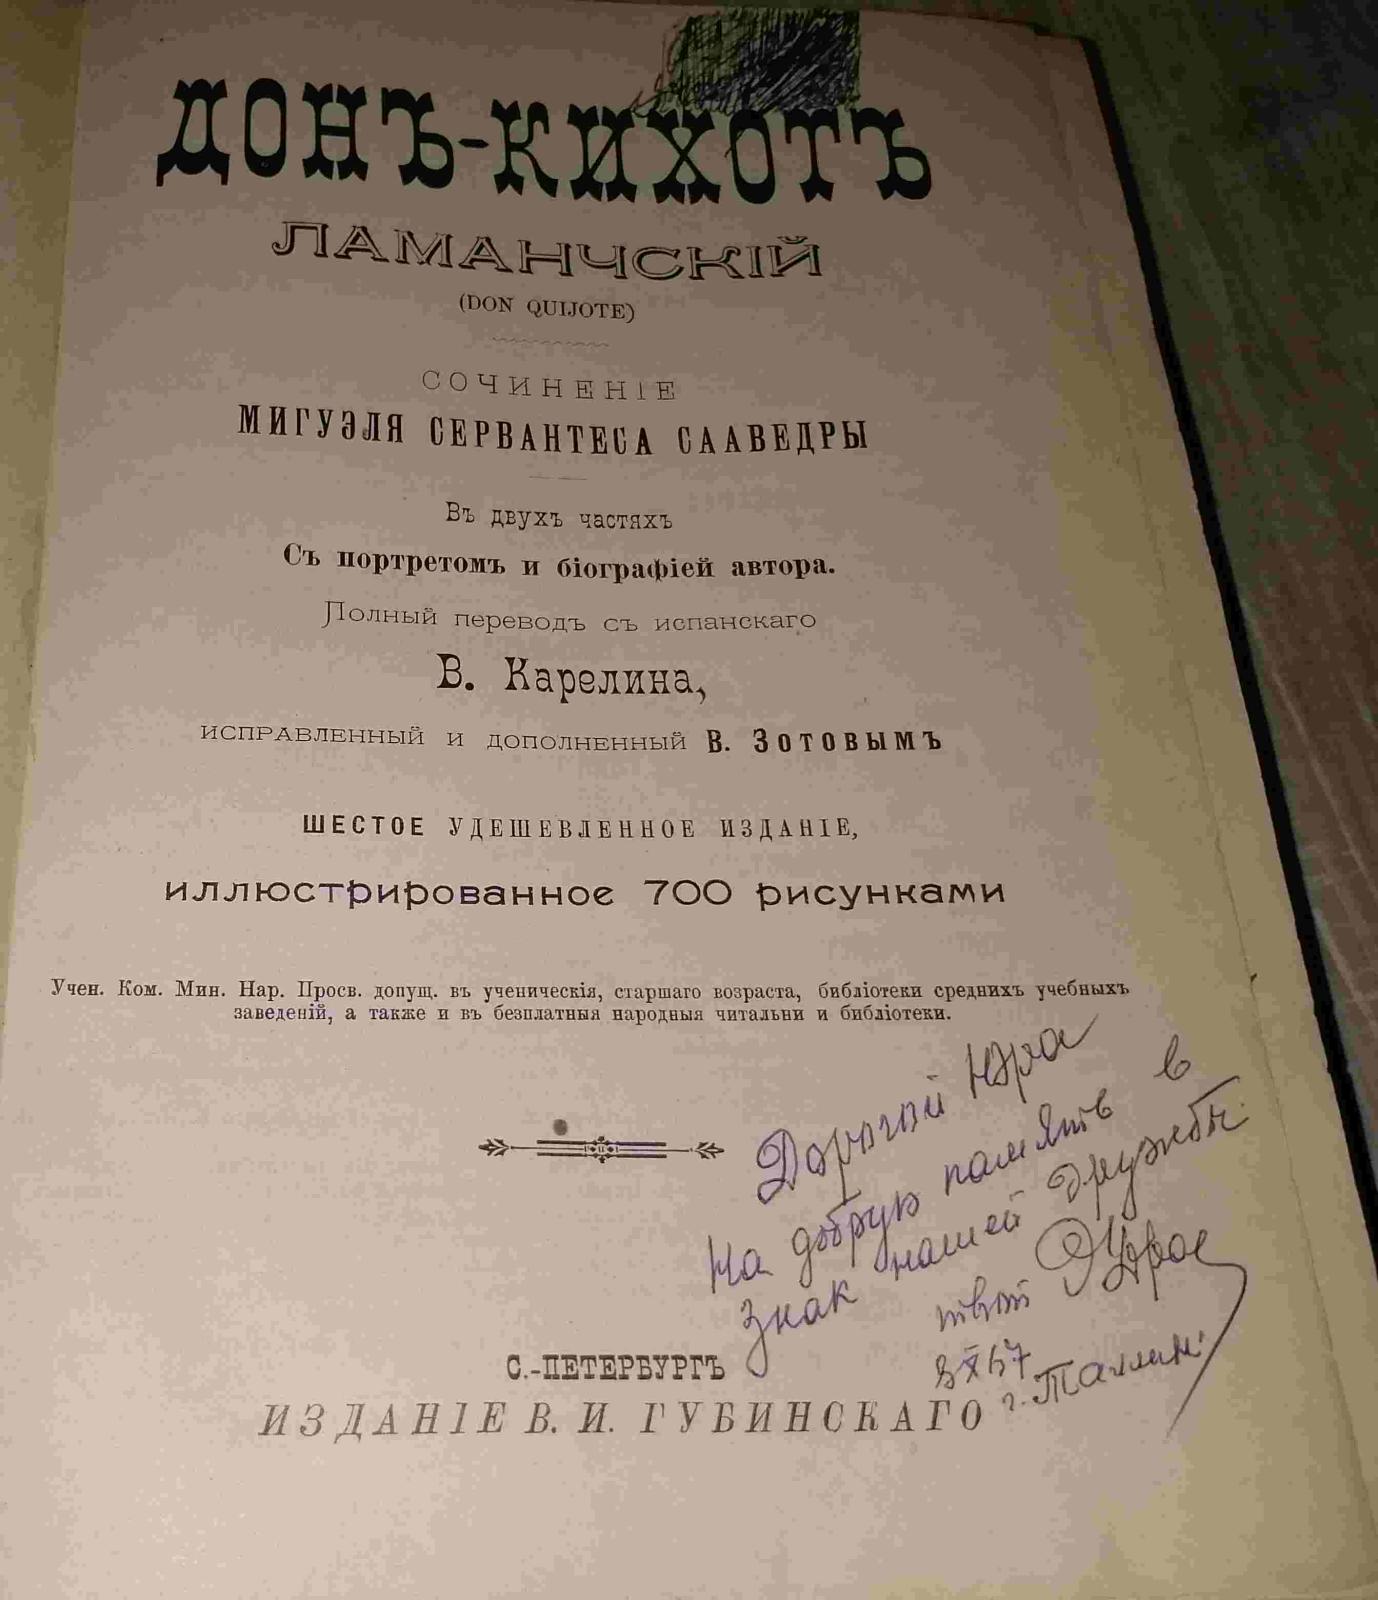 ДОНЪ-КИХОТЪ
ЛАМАНЧСКІЙ
(DON QUIJOTE)
СОЧИНЕНІЕ
МИГУЭЛЯ СЕРВАНТЕСА СААВЕДРЫ
Въ двухъ частяхъ
Съ портретомъ и біографіей автора.
Полный переводъ съ испанскаго
В. Карелина,
исправленный и дополненный В. Зотовымъ
ШЕСТОЕ УДЕШЕВЛЕННОЕ ИЗДАНІЕ,
иллюстрированное 700 рисунками
Учен. Ком. Мин. Нар. Просв. допущ. въ ученическія, старшаго возраста, библіотеки среднихъ учебныхъ
заведеній, а также и въ безплатныя народныя читальни и библіотеки.
Дорогой Юра
На добрую память в
знак нашей дружбы
твой Юра
г. Таллин
С.-ПЕТЕРБУРГЪ
ИЗДАНІЕ В. И. ГУБИНСКАГО